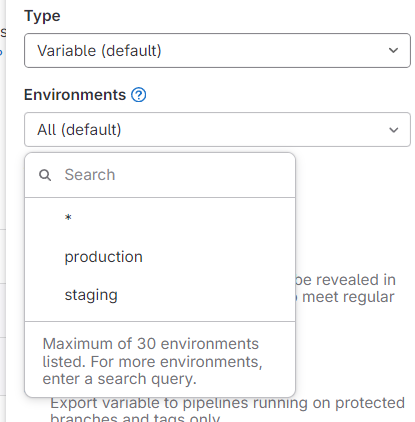 Type
Variable (default)
Environments
All (default)
Search
*
production
staging
be revealed in
meet regular
Maximum of 30 environments
listed. For more environments,
enter a search query.
Export variable to pipelines running on protected
branches and tags only.